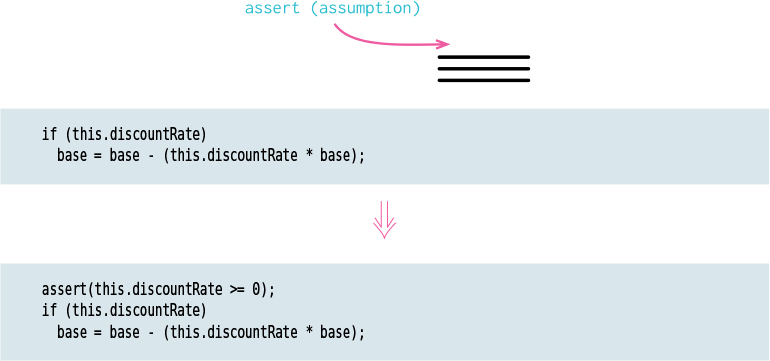 assert (assumption)
if (this.discountRate)
  base = base - (this.discountRate * base);
assert(this.discountRate >= 0);
if (this.discountRate)
  base = base - (this.discountRate * base);